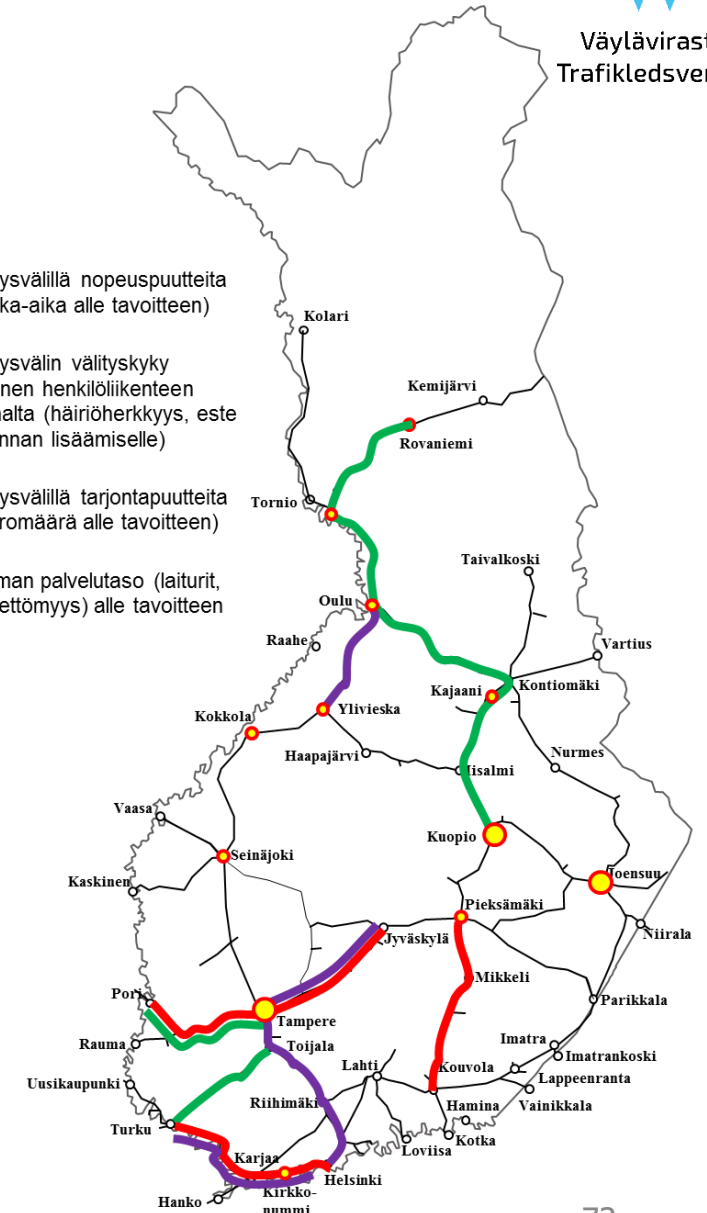 Väylävirast
Trafikledsver
ysvälillä nopeuspuutteita
ka-aika alle tavoitteen)
ysvälin välityskyky
nen henkilöliikenteen
nalta (häiriöherkkyys, este
nnan lisäämiselle)
ysvälillä tarjontapuutteita
romäärä alle tavoitteen)
man palvelutaso (laiturit,
ettömyys) alle tavoitteen
Kolari
Kemijärvi
Rovaniemi
Tornio
Taivalkoski
Oulu
Raahe
Vartius
Kajaani
Kontiomäki
Ylivieska
Kokkola
Haapajärvi
Iisalmi
Nurmes
Vaasa
Kuopio
Seinäjoki
Joensuu
Kaskinen
Pieksämäki
Jyväskylä
Niirala
Mikkeli
Pori
Parikkala
Tampere
Rauma
Toijala
Imatra
Imatrankoski
Lahti
Kouvola
Lappeenranta
Uusikaupunki
Riihimäki
Hamina
Vainikkala
Turku
Loviisa
Kotka
Karjaa
Helsinki
Kirkko-
nummi
Hanko
73